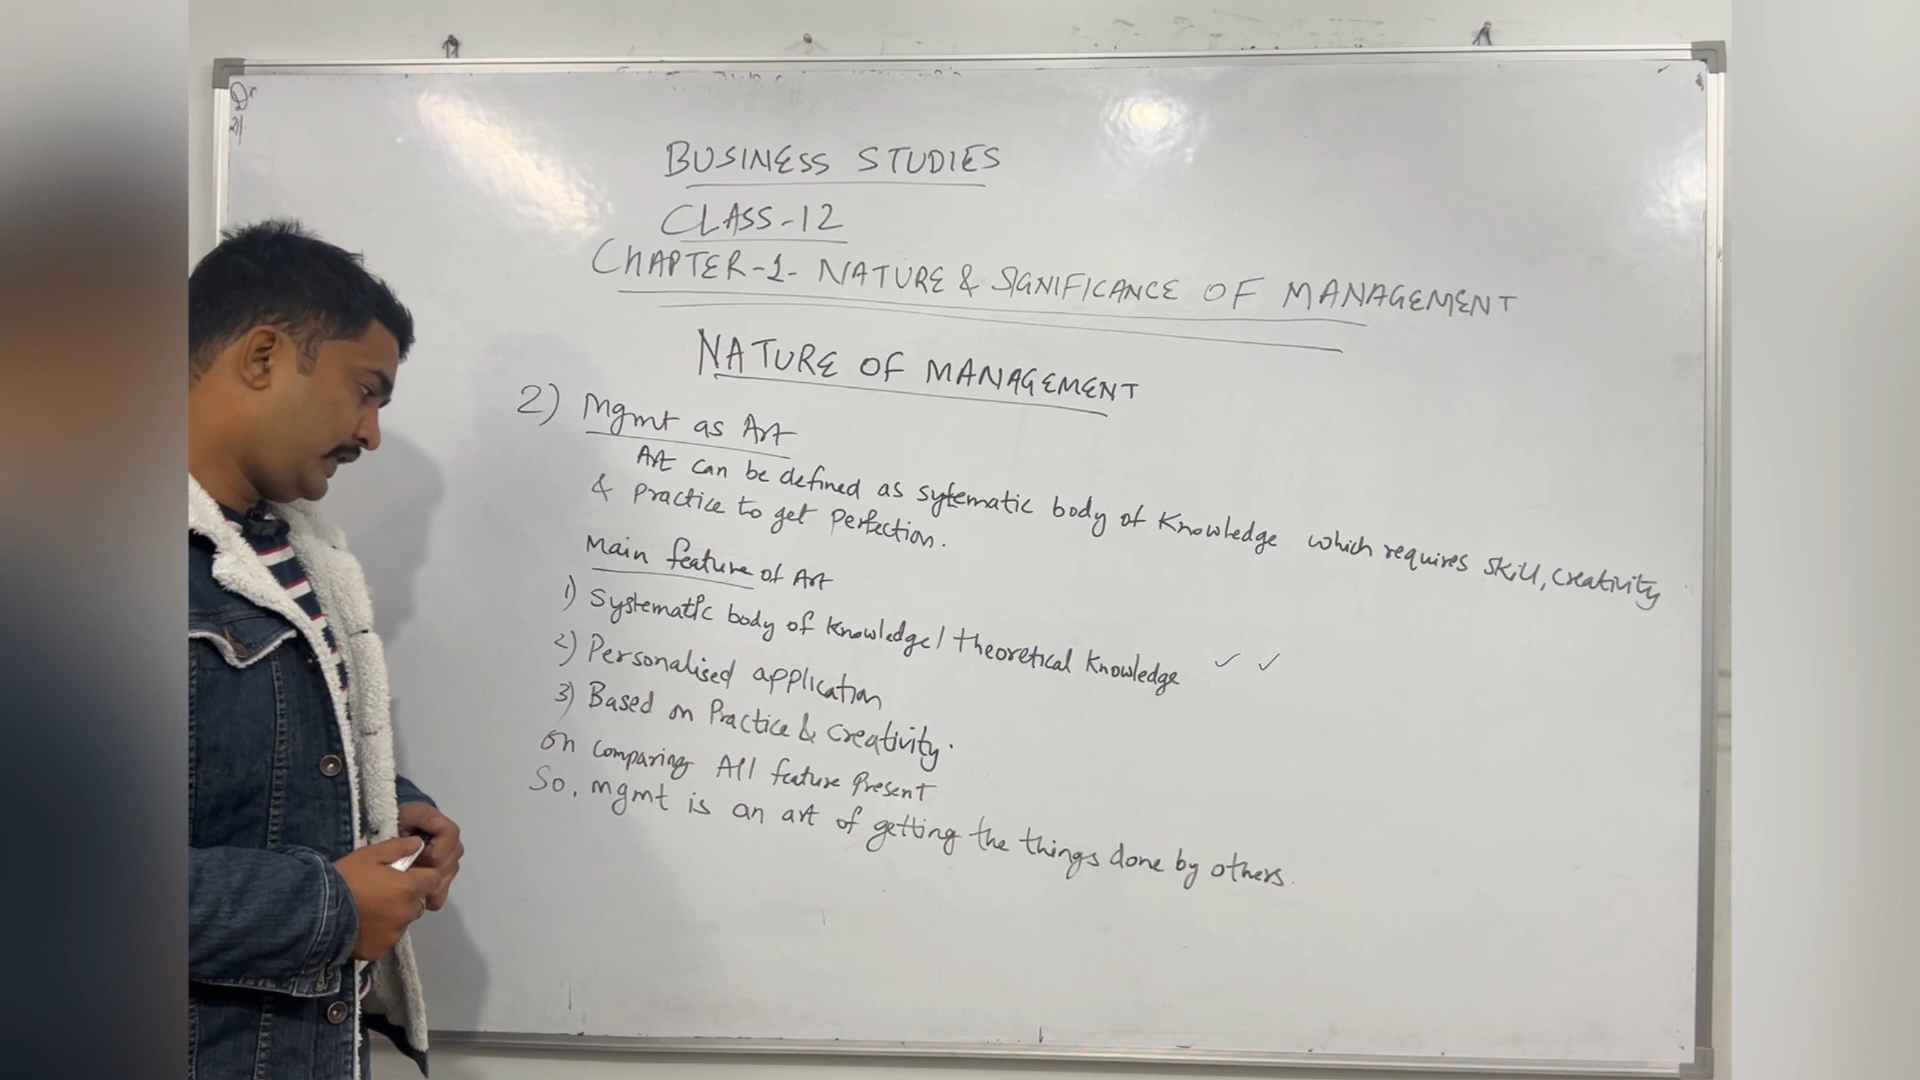 BUSINESS STUDIES
CLASS-12
CHAPTER-1- NATURE & SIGNIFICANCE OF MANAGEMENT
NATURE OF MANAGEMENT
2) Mgmt as Art
Art can be defined as sytematic body of Knowledge which requires skill, creativity
& practice to get perfection.
Main feature of Art
1) Systematic body of Knowledge/theoretical Knowledge ✓ ✓
2) Personalised application
3) Based on Practice & creativity.
on comparing All feature Present
So, mgmt is an art of getting the things done by others.